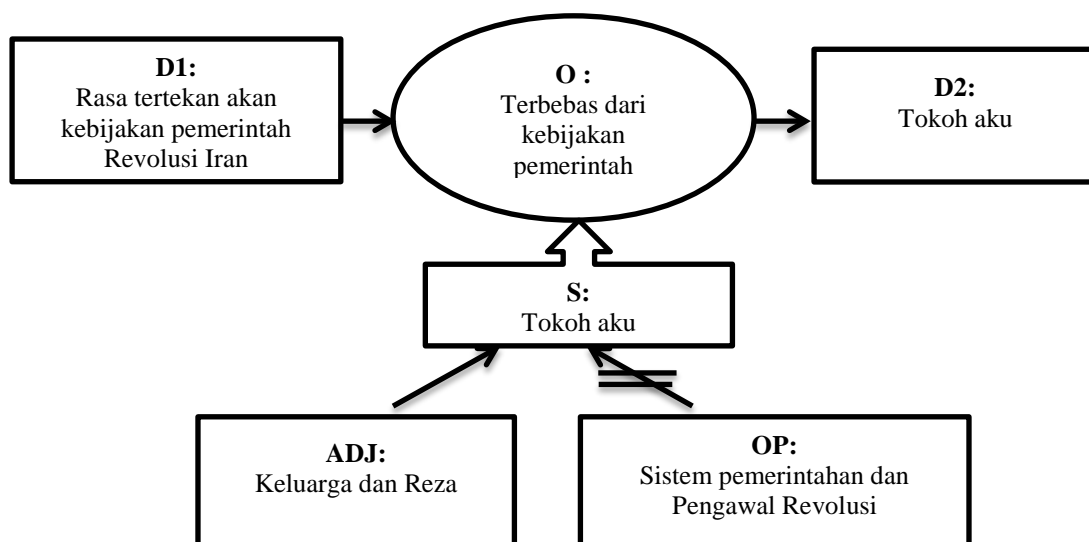 D1:
Rasa tertekan akan
kebijakan pemerintah
Revolusi Iran
O :
Terbebas dari
kebijakan
pemerintah
D2:
Tokoh aku
S:
Tokoh aku
ADJ:
Keluarga dan Reza
OP:
Sistem pemerintahan dan
Pengawal Revolusi